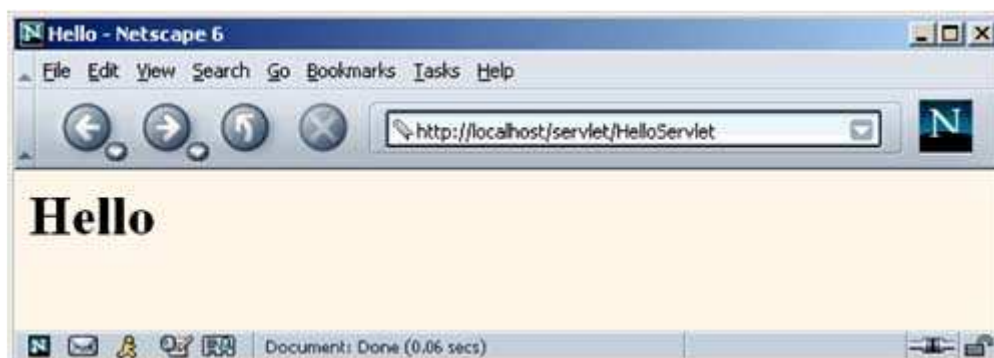 Hello - Netscape 6
File Edit View Search Go Bookmarks Tasks Help
http://localhost/servlet/HelloServlet
N
Hello
Document: Done (0.06 secs)